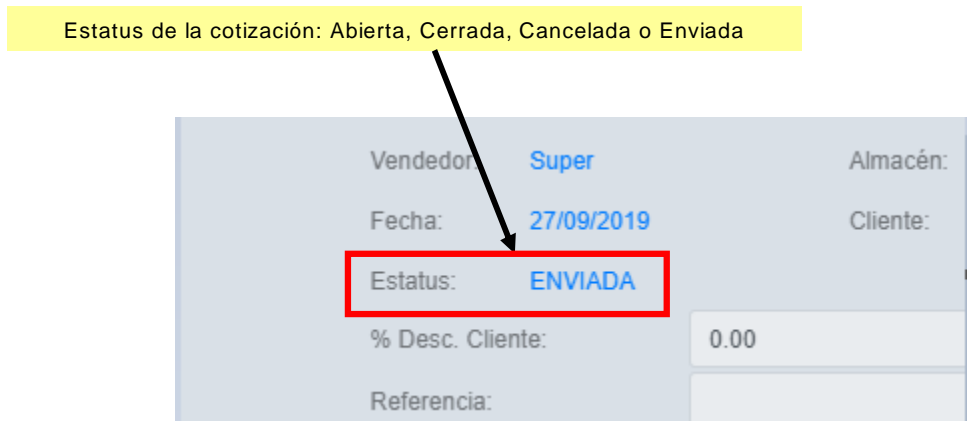 Estatus de la cotización: Abierta, Cerrada, Cancelada o Enviada
Vendedor: Super Almacén:
Fecha: 27/09/2019 Cliente:
Estatus: ENVIADA
% Desc. Cliente: 0.00
Referencia: